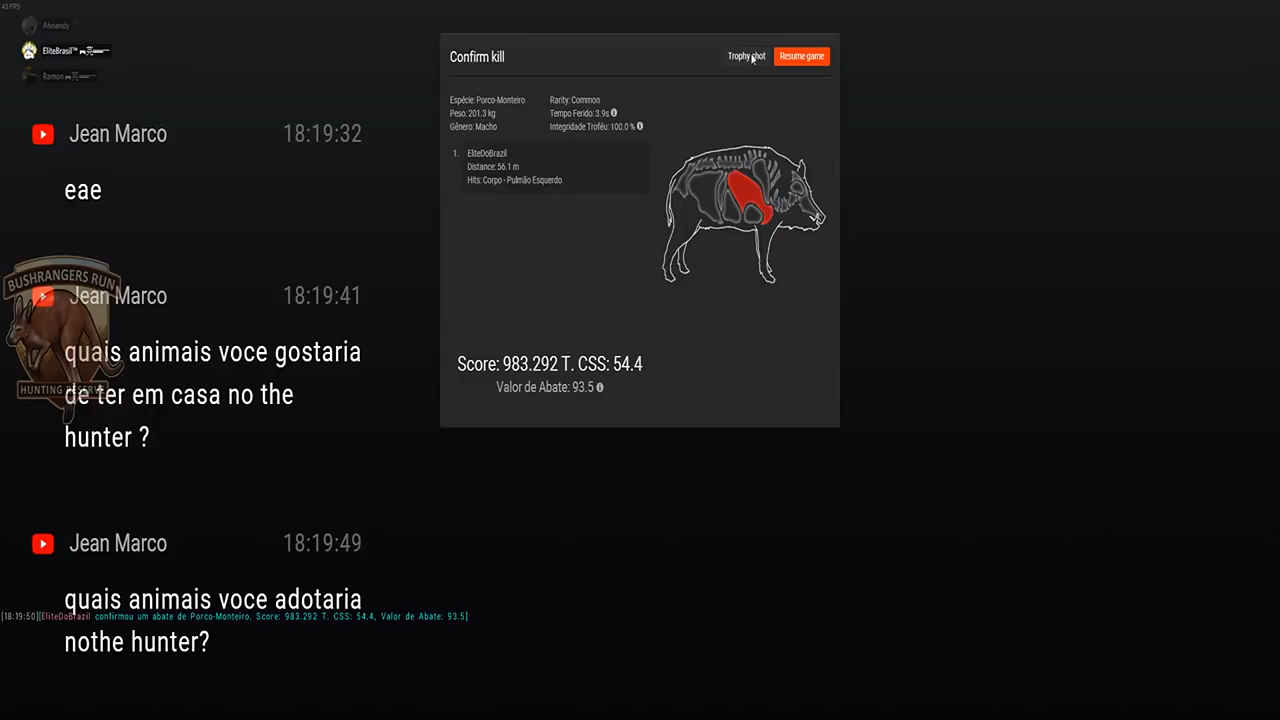 43 FPS
Ahnandy
EliteBrasil™
Ramon
Jean Marco 18:19:32
eae
BUSHRANGERS RUN
HUNTING RESERVE
Jean Marco 18:19:41
quais animais voce gostaria
de ter em casa no the
hunter ?
Jean Marco 18:19:49
quais animais voce adotaria
nothe hunter?
[18:19:50][EliteDoBrazil confirmou um abate de Porco-Monteiro. Score: 983.292 T. CSS: 54.4, Valor de Abate: 93.5]
Confirm kill
Trophy shot
Resume game
Espécie: Porco-Monteiro
Peso: 201.3 kg
Gênero: Macho
Rarity: Common
Tempo Ferido: 3.9s
Integridade Troféu: 100.0 %
1. EliteDoBrazil
Distance: 56.1 m
Hits: Corpo - Pulmão Esquerdo
Score: 983.292 T. CSS: 54.4
Valor de Abate: 93.5